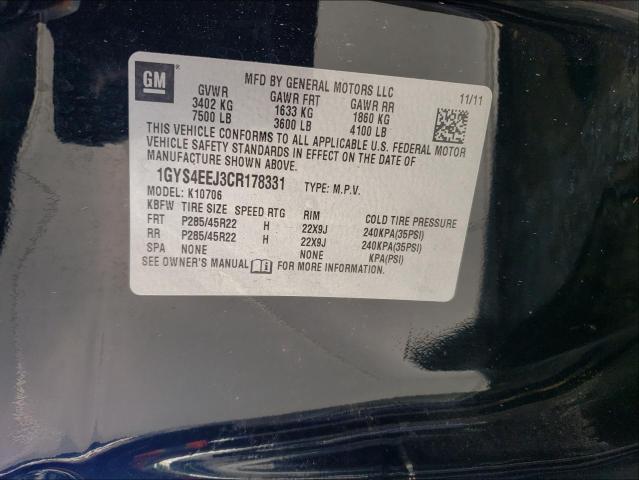 GM
MFD BY GENERAL MOTORS LLC
11/11
GVWR GAWR FRT GAWR RR
3402 KG 1633 KG 1860 KG
7500 LB 3600 LB 4100 LB
THIS VEHICLE CONFORMS TO ALL APPLICABLE U.S. FEDERAL MOTOR
VEHICLE SAFETY STANDARDS IN EFFECT ON THE DATE OF
MANUFACTURE SHOWN ABOVE.
1GYS4EEJ3CR178331 TYPE: M.P.V.
MODEL: K10706
KBFW TIRE SIZE SPEED RTG RIM COLD TIRE PRESSURE
FRT P285/45R22 H 22X9J 240KPA(35PSI)
RR P285/45R22 H 22X9J 240KPA(35PSI)
SPA NONE NONE KPA(PSI)
SEE OWNER'S MANUAL FOR MORE INFORMATION.